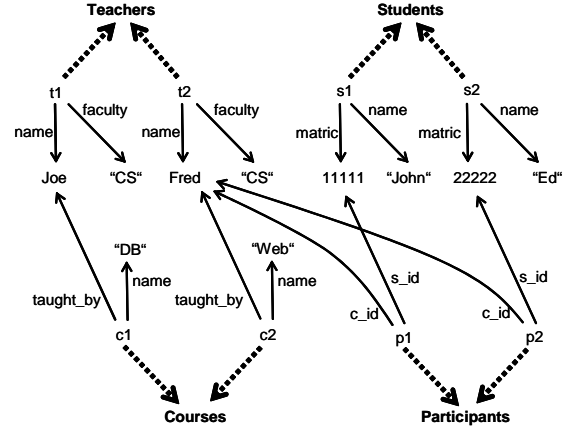 Teachers Students
t1 t2 s1 s2
faculty faculty name name
name name matric matric
Joe "CS“ Fred "CS“ 11111 "John“ 22222 "Ed“
"DB“ "Web“
name name s_id s_id
taught_by taught_by c_id c_id
c1 c2 p1 p2
Courses Participants